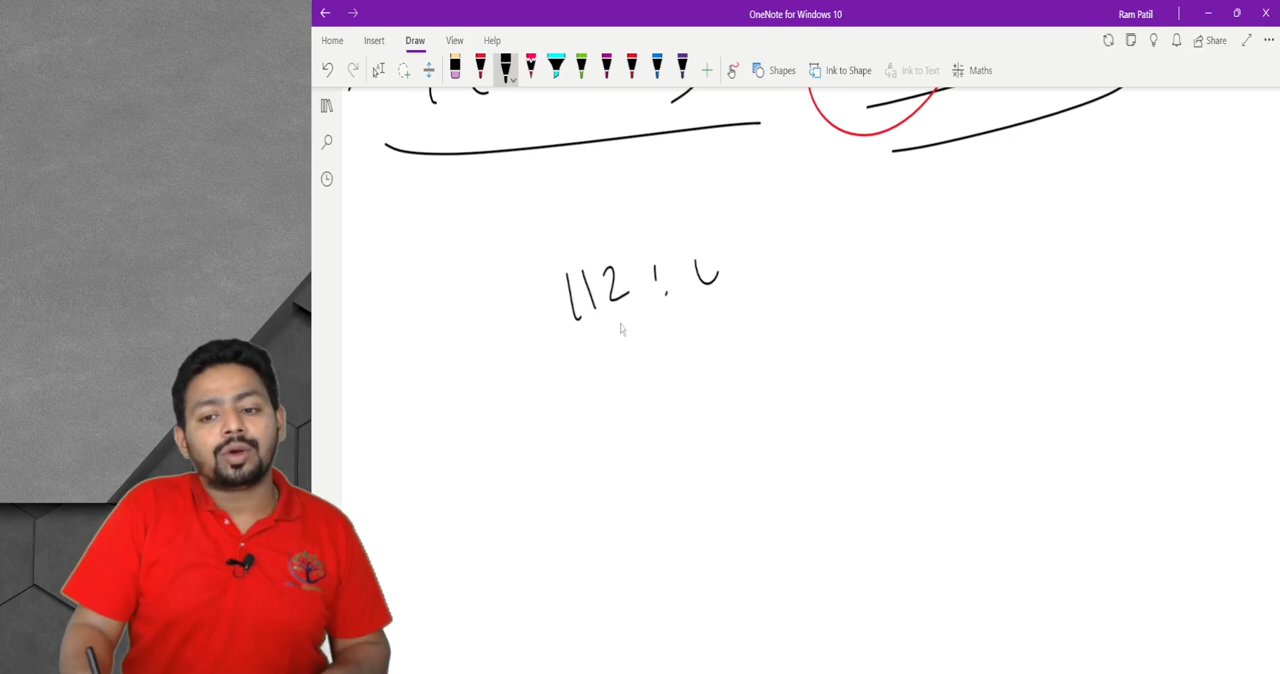 OneNote for Windows 10
Ram Patil
Home Insert Draw View Help
Share
Shapes Ink to Shape Ink to Text Maths
112 !